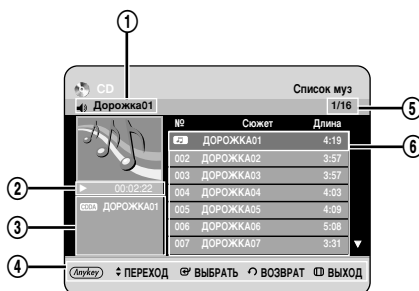 ①
CD
Список муз
Дорожка01
1/16
⑤
№ Сюжет Длина
ДОРОЖКА01 4:19
⑥
002 ДОРОЖКА02 3:57
②
00:02:22
003 ДОРОЖКА03 3:57
CDDA ДОРОЖКА01
004 ДОРОЖКА04 4:03
③
005 ДОРОЖКА05 4:09
006 ДОРОЖКА06 5:08
007 ДОРОЖКА07 3:31
④
Anykey ПЕРЕХОД ВЫБРАТЬ ВОЗВРАТ ВЫХОД